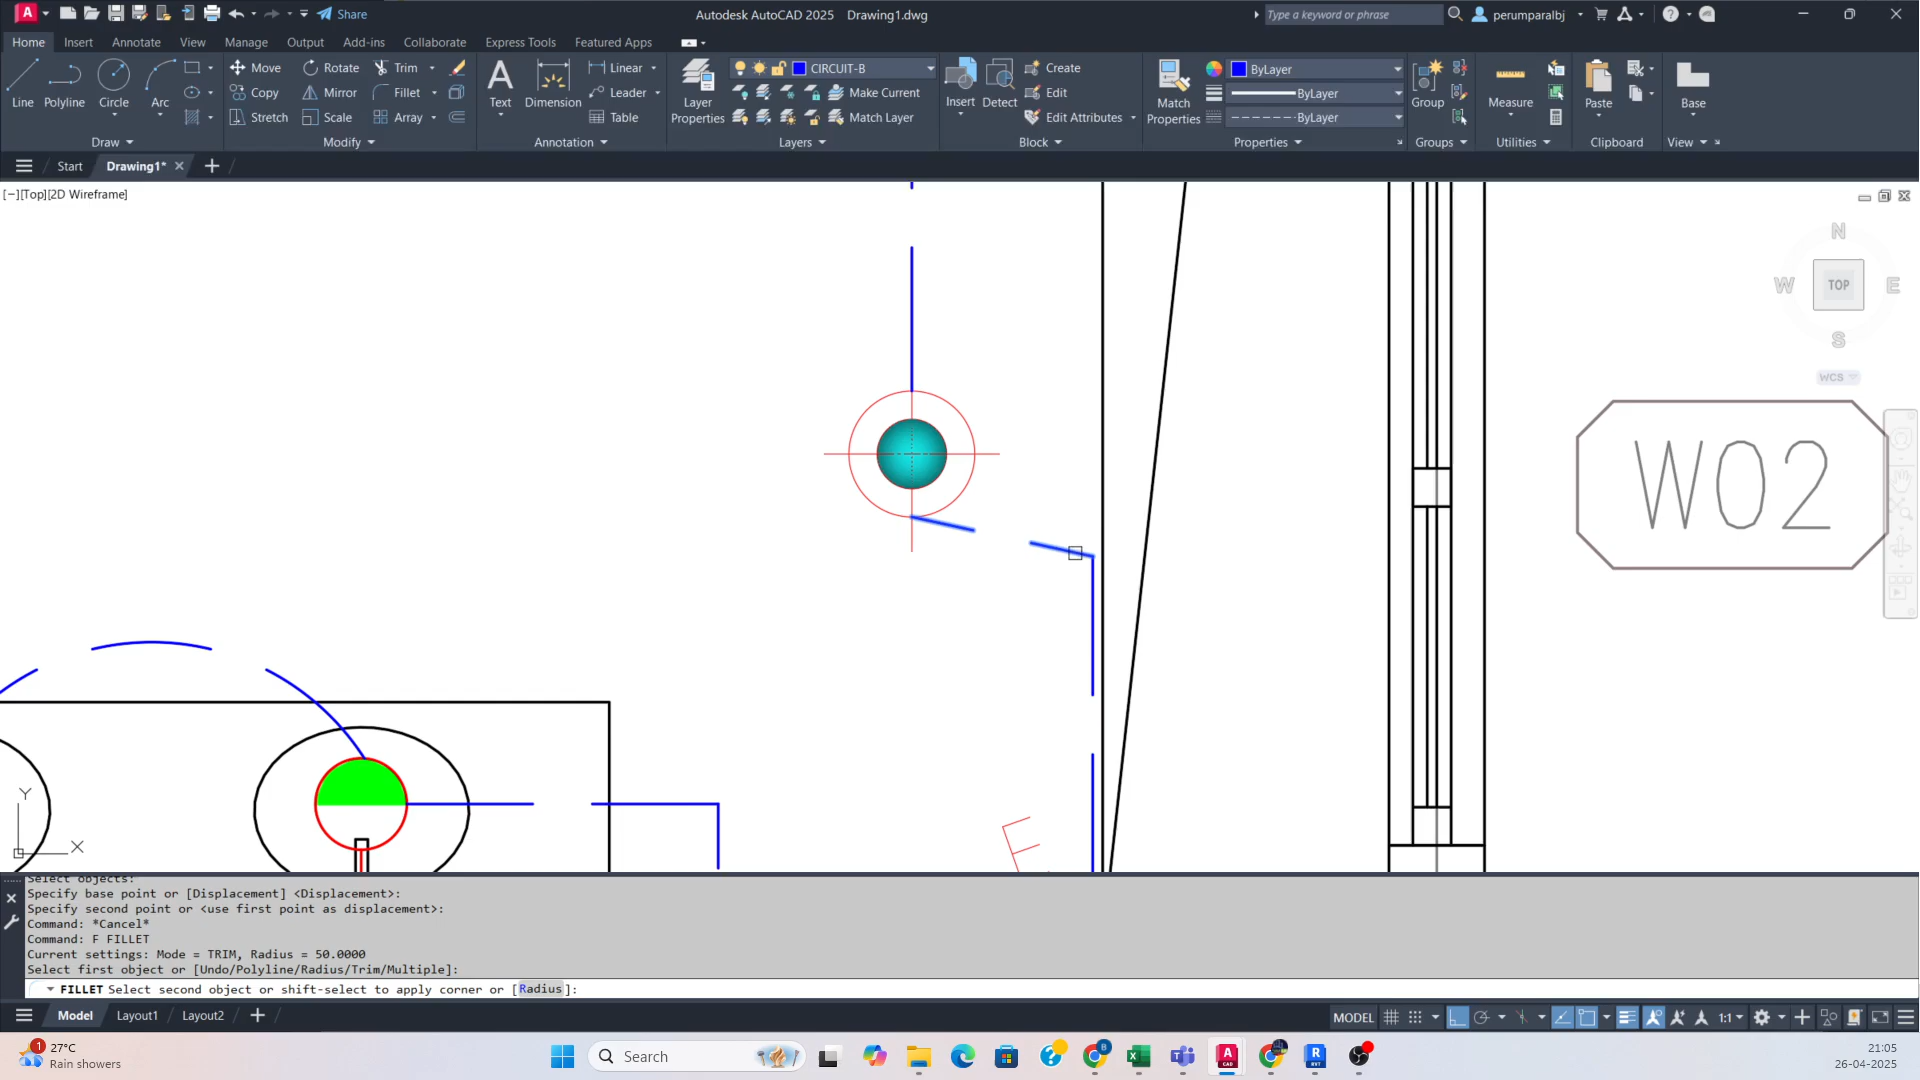 Share
Autodesk AutoCAD 2025 Drawing1.dwg
Type a keyword or phrase
perumparalbj
Home Insert Annotate View Manage Output Add-ins Collaborate Express Tools Featured Apps
Line Polyline Circle Arc
Move Rotate Trim
Copy Mirror Fillet
Stretch Scale Array
Text Dimension
Linear
Leader
Table
Layer Properties
CIRCUIT-B
Make Current
Match Layer
Insert Detect
Create
Edit
Edit Attributes
Match Properties
ByLayer
ByLayer
ByLayer
Group
Measure
Paste
Base
Draw Modify Annotation Layers Block Properties Groups Utilities Clipboard View
Start Drawing1*
[−][Top][2D Wireframe]
N
W TOP E
S
WCS
W02
E
Y
X
Select objects:
Specify base point or [Displacement] <Displacement>:
Specify second point or <use first point as displacement>:
Command: *Cancel*
Command: F FILLET
Current settings: Mode = TRIM, Radius = 50.0000
Select first object or [Undo/Polyline/Radius/Trim/Multiple]:
FILLET Select second object or shift-select to apply corner or [Radius]:
Model Layout1 Layout2
MODEL
1:1
1
27°C
Rain showers
Search
21:05
26-04-2025